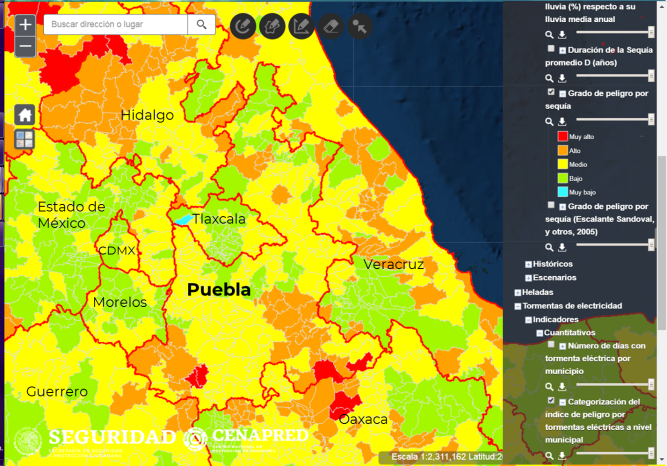 Buscar dirección o lugar
Hidalgo
Estado de
México
CDMX
Tlaxcala
Puebla
Veracruz
Morelos
Guerrero
Oaxaca
SEGURIDAD
CENAPRED
Escala 1:2,311,162 Latitud:2
lluvia (%) respecto a su
lluvia media anual
Duración de la Sequía
promedio D (años)
Grado de peligro por
sequía
Muy alto
Alto
Medio
Bajo
Muy bajo
Grado de peligro por
sequía (Escalante Sandoval,
y otros, 2005)
Históricos
Escenarios
Heladas
Tormentas de electricidad
Indicadores
Cuantitativos
Número de días con
tormenta eléctrica por
municipio
Categorización del
índice de peligro por
tormentas eléctricas a nivel
municipal